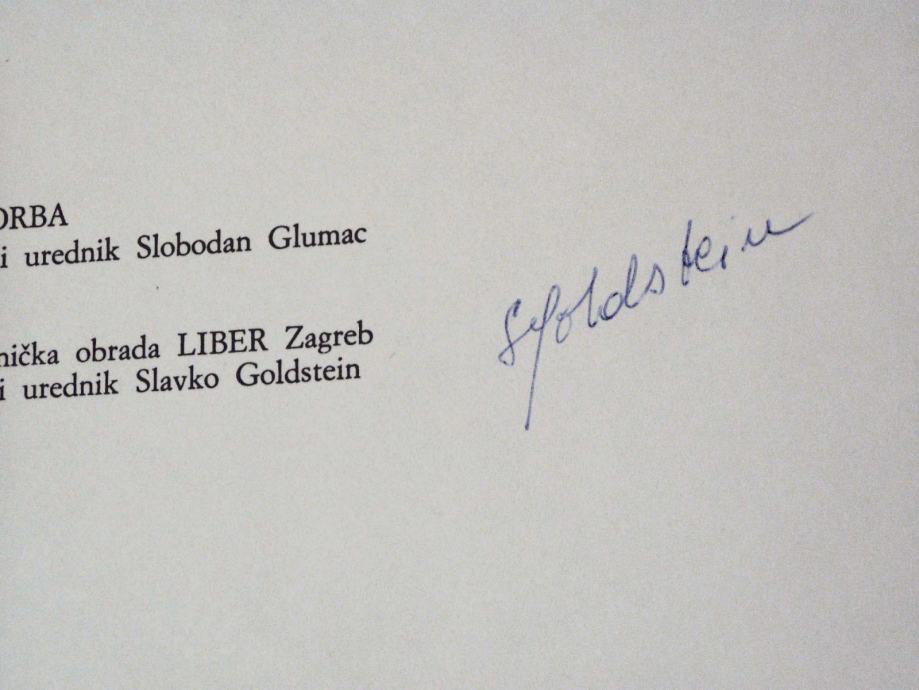 ORBA
i urednik Slobodan Glumac
nička obrada LIBER Zagreb
i urednik Slavko Goldstein
SGoldstein